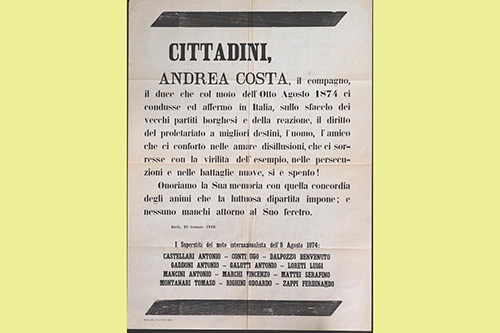 CITTADINI,
ANDREA COSTA, il compagno,
il duce che col moto dell'Otto Agosto 1874 ci
condusse ed affermò in Italia, sullo sfacelo dei
vecchi partiti borghesi e della reazione, il diritto
del proletariato a migliori destini, l'uomo, l'amico
che ci confortò nelle amare disillusioni, che ci sor-
resse con la virilità dell'esempio, nelle persecu-
zioni e nelle battaglie nuove, si è spento!
Onoriamo la Sua memoria con quella concordia
degli animi che la luttuosa dipartita impone; e
nessuno manchi attorno al Suo feretro.
Imola, 20 gennaio 1910
I Superstiti del moto internazionalista dell'8 Agosto 1874:
CASTELLARI ANTONIO - CONTI UGO - DALPOZZO BENVENUTO
GADDONI ANTONIO - GALOTTI ANTONIO - LORETI LUIGI
MANCINI ANTONIO - MARCHI VINCENZO - MATTEI SERAFINO
MONTANARI TOMASO - RIGHINI ODOARDO - ZAPPI FERDINANDO